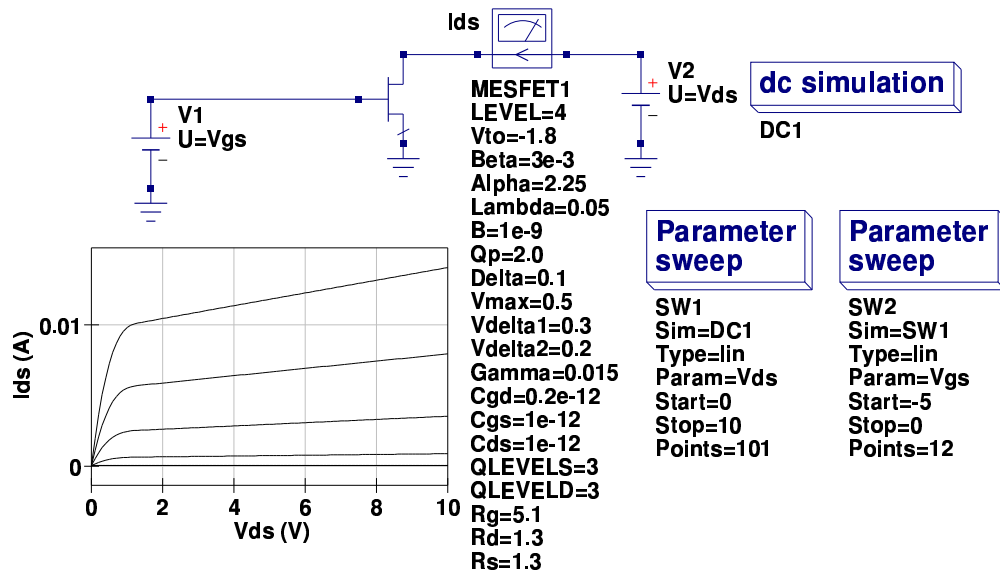 Ids
V1
U=Vgs
MESFET1
LEVEL=4
Vto=-1.8
Beta=3e-3
Alpha=2.25
Lambda=0.05
B=1e-9
Qp=2.0
Delta=0.1
Vmax=0.5
Vdelta1=0.3
Vdelta2=0.2
Gamma=0.015
Cgd=0.2e-12
Cgs=1e-12
Cds=1e-12
QLEVELS=3
QLEVELD=3
Rg=5.1
Rd=1.3
Rs=1.3
V2
U=Vds
dc simulation
DC1
Parameter
sweep
SW1
Sim=DC1
Type=lin
Param=Vds
Start=0
Stop=10
Points=101
Parameter
sweep
SW2
Sim=SW1
Type=lin
Param=Vgs
Start=-5
Stop=0
Points=12
Ids (A)
0.01
0
0 2 4 6 8 10
Vds (V)